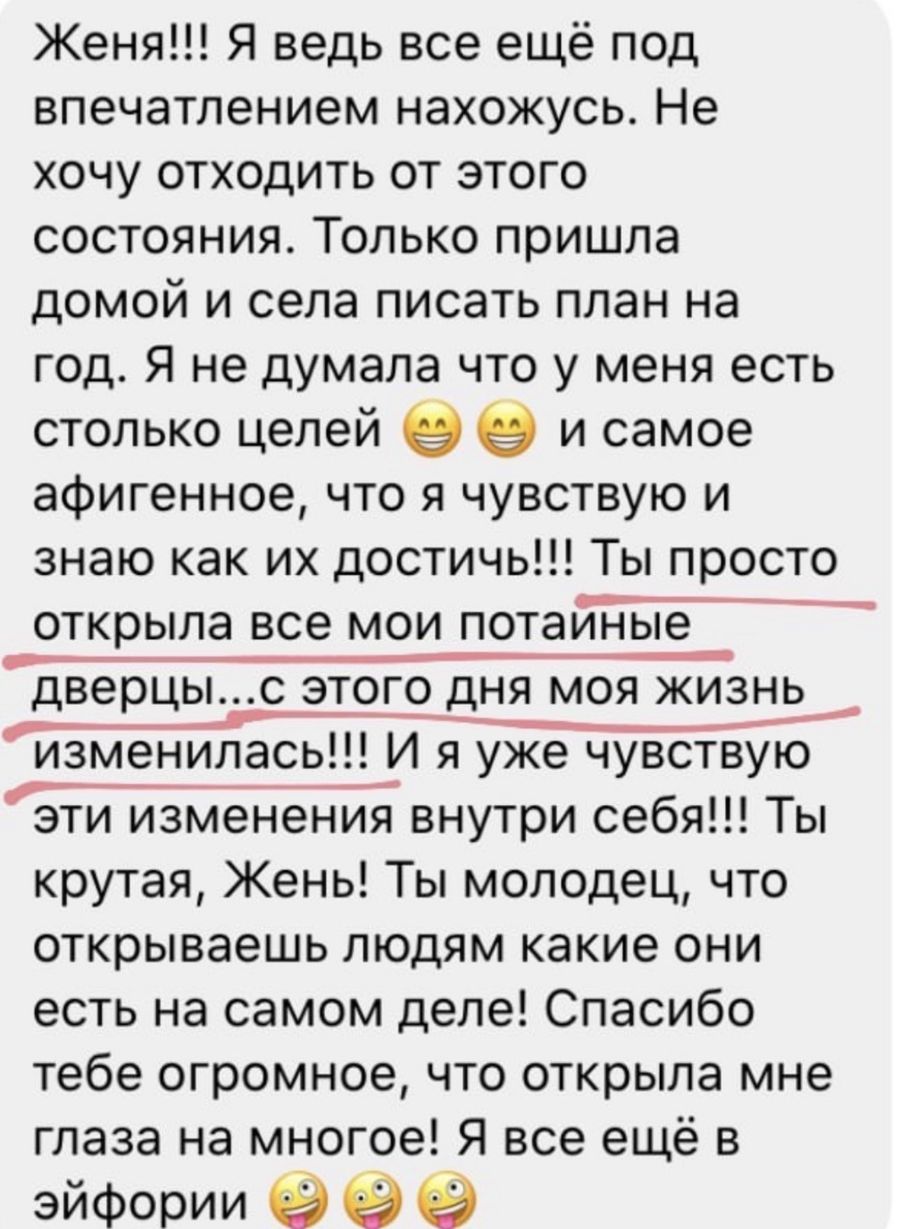 Женя!!! Я ведь все ещё под
впечатлением нахожусь. Не
хочу отходить от этого
состояния. Только пришла
домой и села писать план на
год. Я не думала что у меня есть
столько целей 😁😁 и самое
афигенное, что я чувствую и
знаю как их достичь!!! Ты просто
открыла все мои потайные
дверцы...с этого дня моя жизнь
изменилась!!! И я уже чувствую
эти изменения внутри себя!!! Ты
крутая, Жень! Ты молодец, что
открываешь людям какие они
есть на самом деле! Спасибо
тебе огромное, что открыла мне
глаза на многое! Я все ещё в
эйфории 🤪🤪🤪